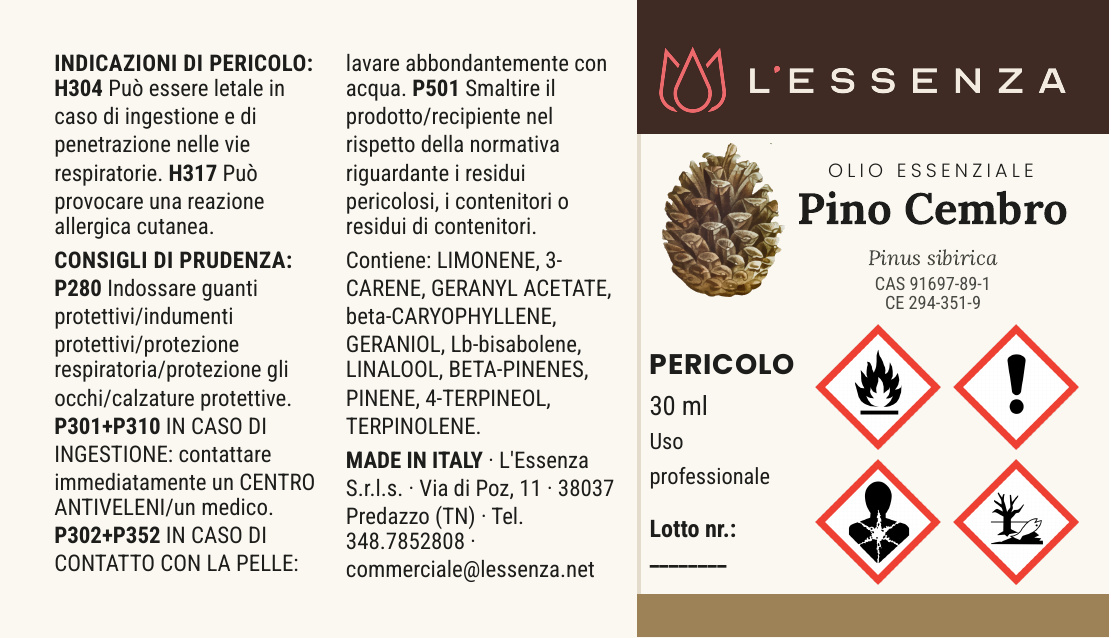 INDICAZIONI DI PERICOLO:
H304 Può essere letale in
caso di ingestione e di
penetrazione nelle vie
respiratorie. H317 Può
provocare una reazione
allergica cutanea.
CONSIGLI DI PRUDENZA:
P280 Indossare guanti
protettivi/indumenti
protettivi/protezione
respiratoria/protezione gli
occhi/calzature protettive.
P301+P310 IN CASO DI
INGESTIONE: contattare
immediatamente un CENTRO
ANTIVELENI/un medico.
P302+P352 IN CASO DI
CONTATTO CON LA PELLE:
lavare abbondantemente con
acqua. P501 Smaltire il
prodotto/recipiente nel
rispetto della normativa
riguardante i residui
pericolosi, i contenitori o
residui di contenitori.
Contiene: LIMONENE, 3-
CARENE, GERANYL ACETATE,
beta-CARYOPHYLLENE,
GERANIOL, Lb-bisabolene,
LINALOOL, BETA-PINENES,
PINENE, 4-TERPINEOL,
TERPINOLENE.
MADE IN ITALY · L'Essenza
S.r.l.s. · Via di Poz, 11 · 38037
Predazzo (TN) · Tel.
348.7852808 ·
commerciale@lessenza.net
L'ESSENZA
OLIO ESSENZIALE
Pino Cembro
Pinus sibirica
CAS 91697-89-1
CE 294-351-9
PERICOLO
30 ml
Uso
professionale
Lotto nr.:
________